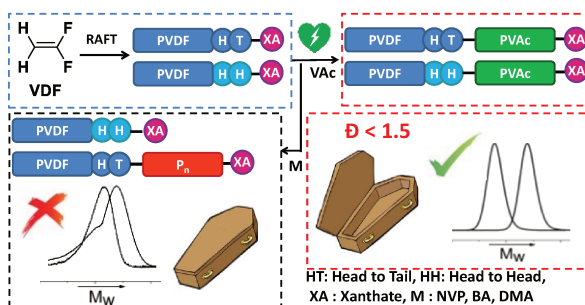 H
H
F
F
VDF
RAFT
PVDF H T XA
PVDF H H XA
VAc
PVDF H T PVAc XA
PVDF H H PVAc XA
PVDF H H XA
PVDF H T Pn XA
M
Mw
Đ < 1.5
Mw
HT: Head to Tail, HH: Head to Head,
XA : Xanthate, M : NVP, BA, DMA